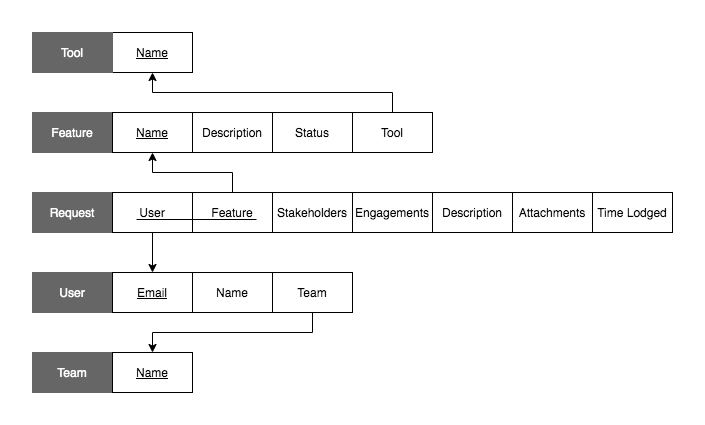 Tool Name
Feature Name Description Status Tool
Request User Feature Stakeholders Engagements Description Attachments Time Lodged
User Email Name Team
Team Name